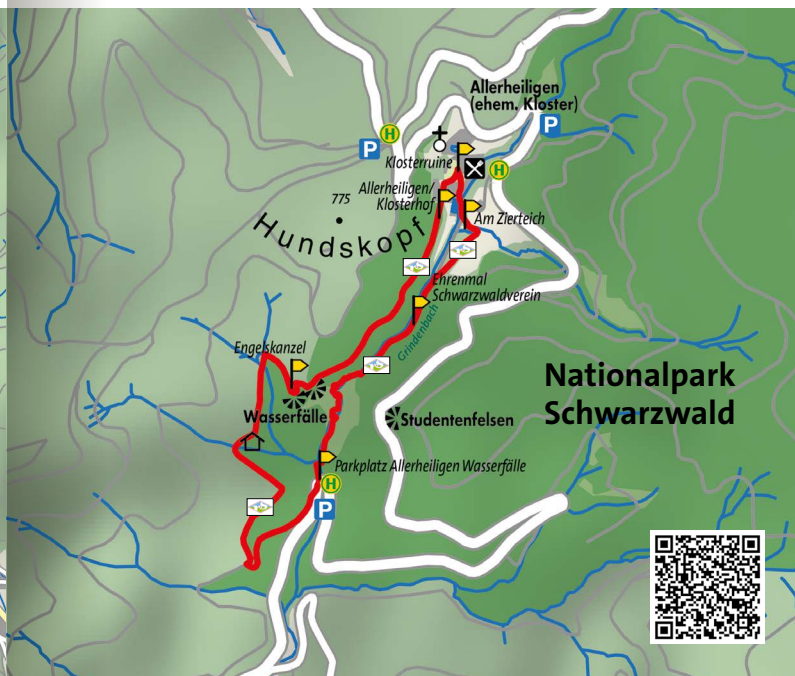 Allerheiligen
(ehem. Kloster)
P
H
P
Klosterruine
H
Allerheiligen/
Klosterhof
775
Am Zierteich
Hundskopf
Ehrenmal
Schwarzwaldverein
Grindenbach
Engelskanzel
Nationalpark
Schwarzwald
Wasserfälle
Studentenfelsen
Parkplatz Allerheiligen Wasserfälle
H
P